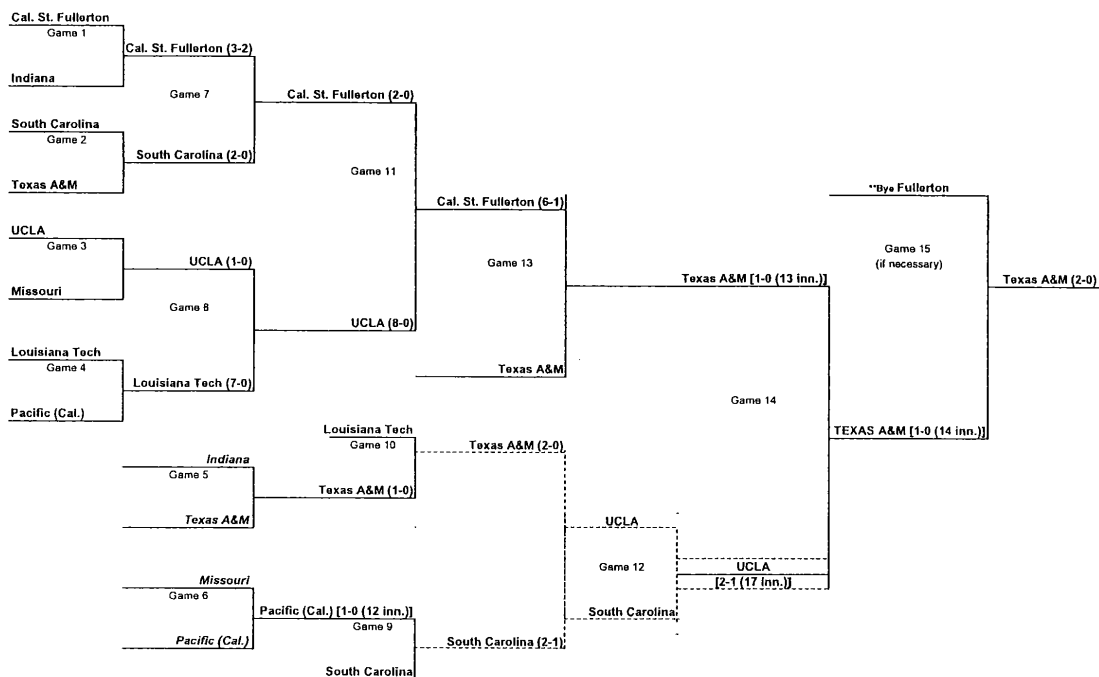 Cal. St. Fullerton
Game 1
Cal. St. Fullerton (3-2)
Indiana
Game 7
Cal. St. Fullerton (2-0)
South Carolina
Game 2
South Carolina (2-0)
Texas A&M
Game 11
Cal. St. Fullerton (6-1)
UCLA
Game 3
UCLA (1-0)
Missouri
Game 8
UCLA (8-0)
Louisiana Tech
Game 4
Louisiana Tech (7-0)
Pacific (Cal.)
Game 13
Texas A&M
Texas A&M [1-0 (13 inn.)]
**Bye Fullerton
Game 15
(if necessary)
Texas A&M (2-0)
Game 14
TEXAS A&M [1-0 (14 inn.)]
Louisiana Tech
Game 10
Texas A&M (2-0)
Indiana
Game 5
Texas A&M (1-0)
Texas A&M
UCLA
Game 12
UCLA
[2-1 (17 inn.)]
South Carolina
Missouri
Game 6
Pacific (Cal.) [1-0 (12 inn.)]
Pacific (Cal.)
Game 9
South Carolina (2-1)
South Carolina